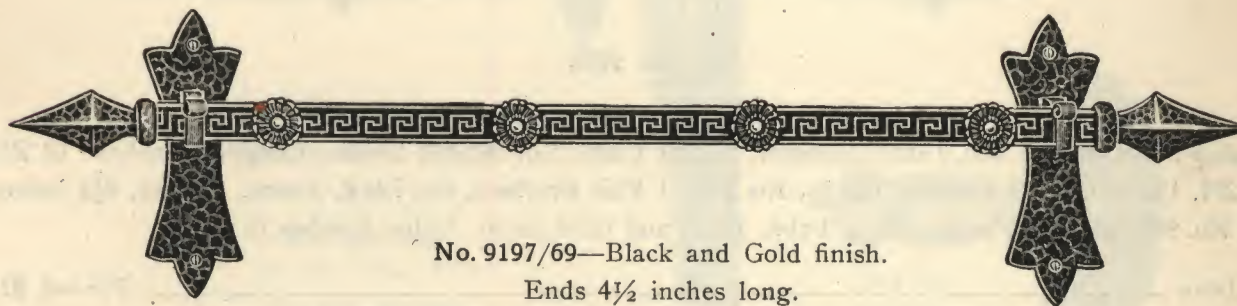 No. 9197/69—Black and Gold finish.
Ends 4½ inches long.